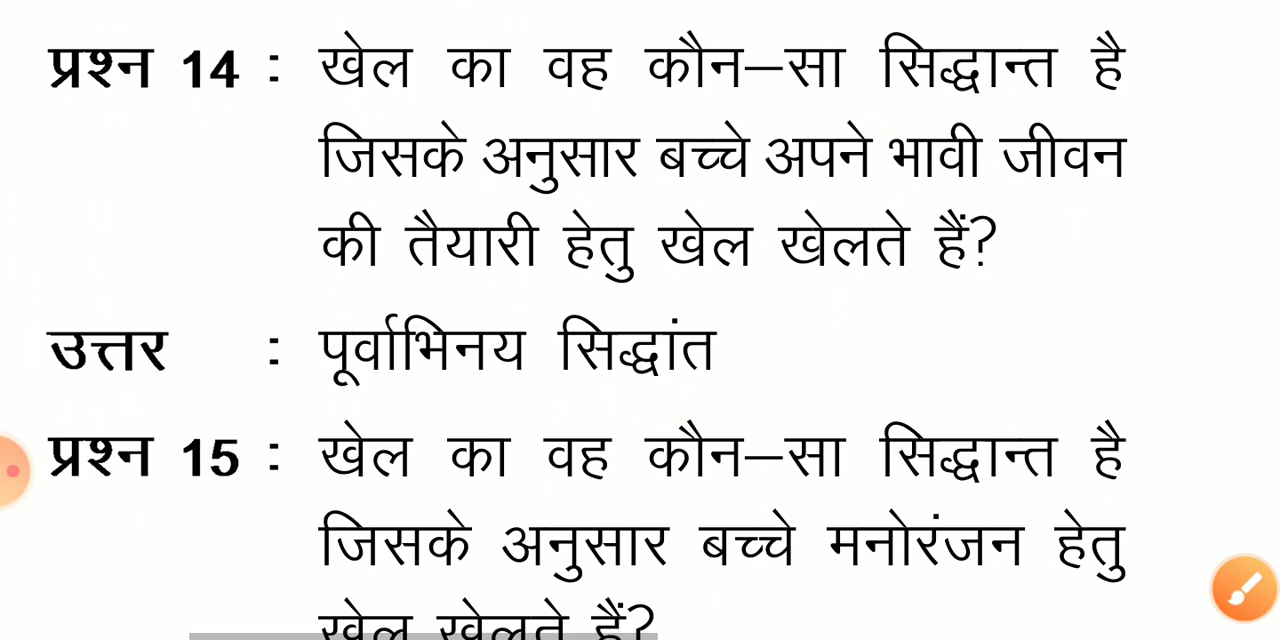 प्रश्न 14 : खेल का वह कौन–सा सिद्धान्त है
जिसके अनुसार बच्चे अपने भावी जीवन
की तैयारी हेतु खेल खेलते हैं?
उत्तर : पूर्वाभिनय सिद्धांत
प्रश्न 15 : खेल का वह कौन–सा सिद्धान्त है
जिसके अनुसार बच्चे मनोरंजन हेतु
खेल खेलते हैं?